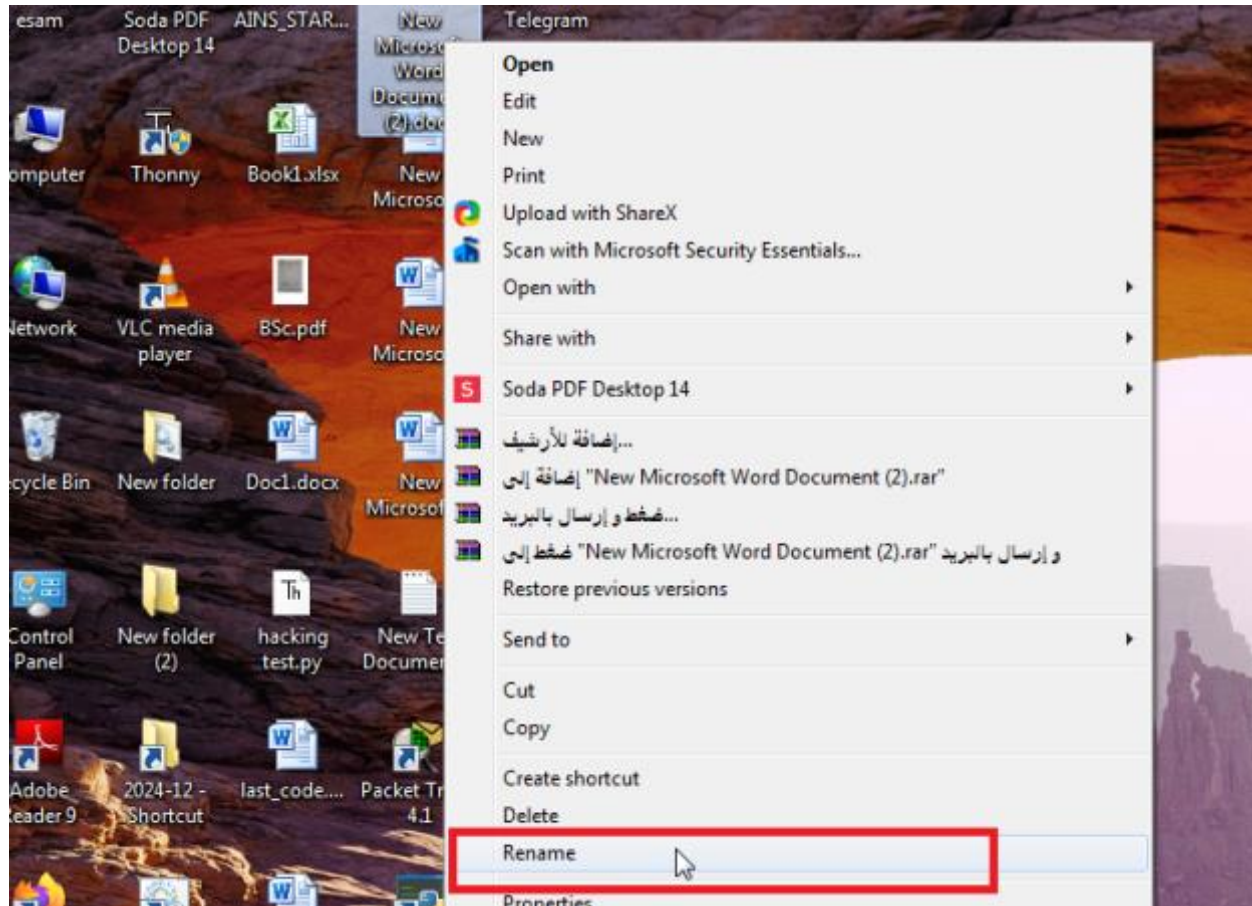 esam
Soda PDF
Desktop 14
AINS_STAR...
New
Microsoft
Word
Docume
(2).doc
Telegram
omputer
Thonny
Book1.xlsx
New
Microso
etwork
VLC media
player
BSc.pdf
New
Microso
ecycle Bin
New folder
Doc1.docx
New
Microsof
Control
Panel
New folder
(2)
Th
hacking
test.py
New Te
Documen
Adobe
eader 9
2024-12 -
Shortcut
last_code....
Packet Tr
4.1
Open
Edit
New
Print
Upload with ShareX
Scan with Microsoft Security Essentials...
Open with
Share with
S Soda PDF Desktop 14
إضافة للأرشيف...
إضافة إلى "New Microsoft Word Document (2).rar"
ضغط و إرسال بالبريد...
ضغط إلى "New Microsoft Word Document (2).rar" و إرسال بالبريد
Restore previous versions
Send to
Cut
Copy
Create shortcut
Delete
Rename
Properties